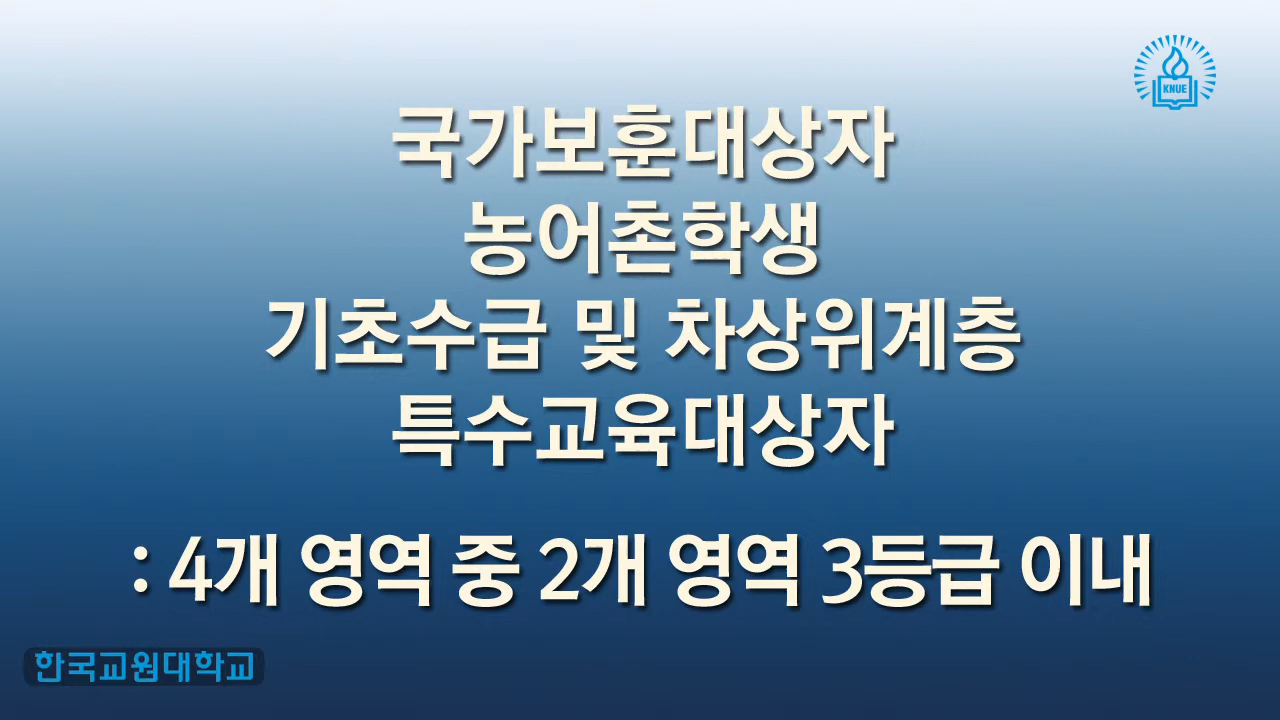 KNUE
국가보훈대상자
농어촌학생
기초수급 및 차상위계층
특수교육대상자
: 4개 영역 중 2개 영역 3등급 이내
한국교원대학교